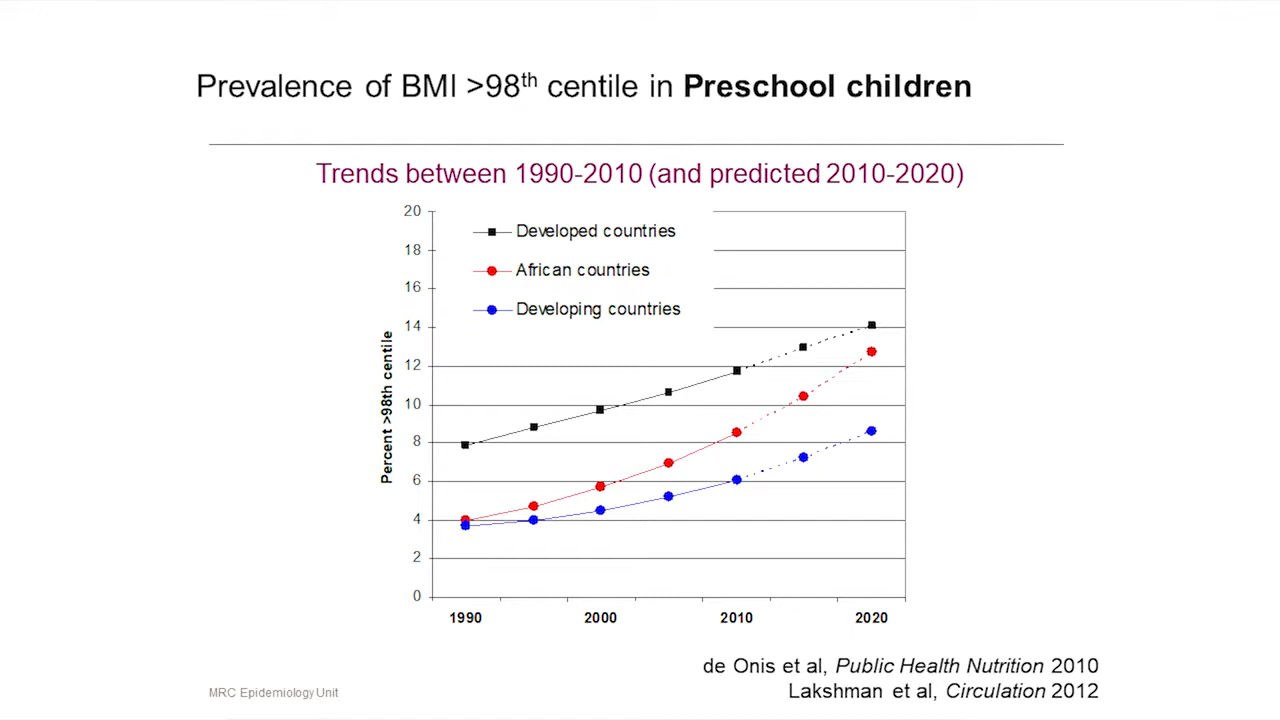 Prevalence of BMI >98th centile in Preschool children
Trends between 1990-2010 (and predicted 2010-2020)
20
18
16
14
12
10
8
6
4
2
0
Percent >98th centile
Developed countries
African countries
Developing countries
1990
2000
2010
2020
de Onis et al, Public Health Nutrition 2010
Lakshman et al, Circulation 2012
MRC Epidemiology Unit